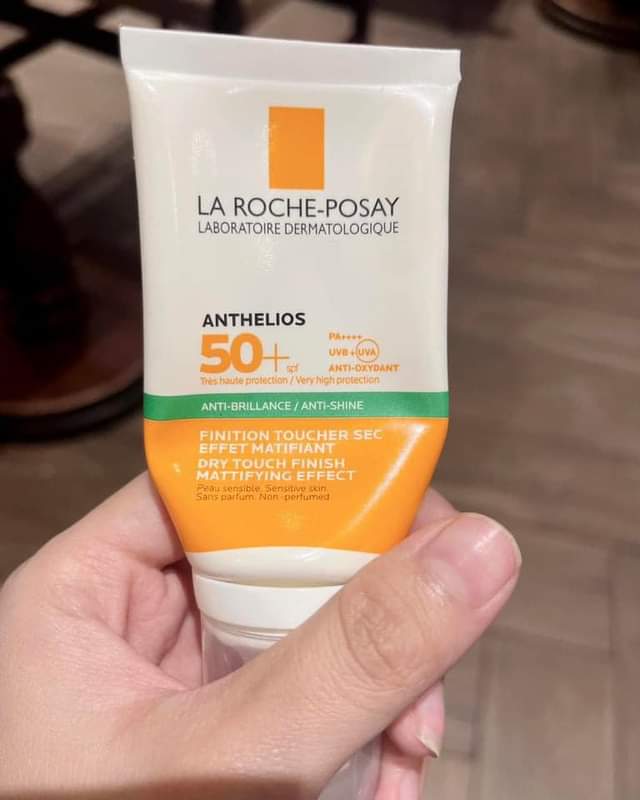 LA ROCHE-POSAY
LABORATOIRE DERMATOLOGIQUE
ANTHELIOS
50+ spf
PA++++
UVB + UVA
ANTI-OXYDANT
Très haute protection / Very high protection
ANTI-BRILLANCE / ANTI-SHINE
FINITION TOUCHER SEC
EFFET MATIFIANT
DRY TOUCH FINISH
MATTIFYING EFFECT
Peau sensible. Sensitive skin.
Sans parfum. Non-perfumed